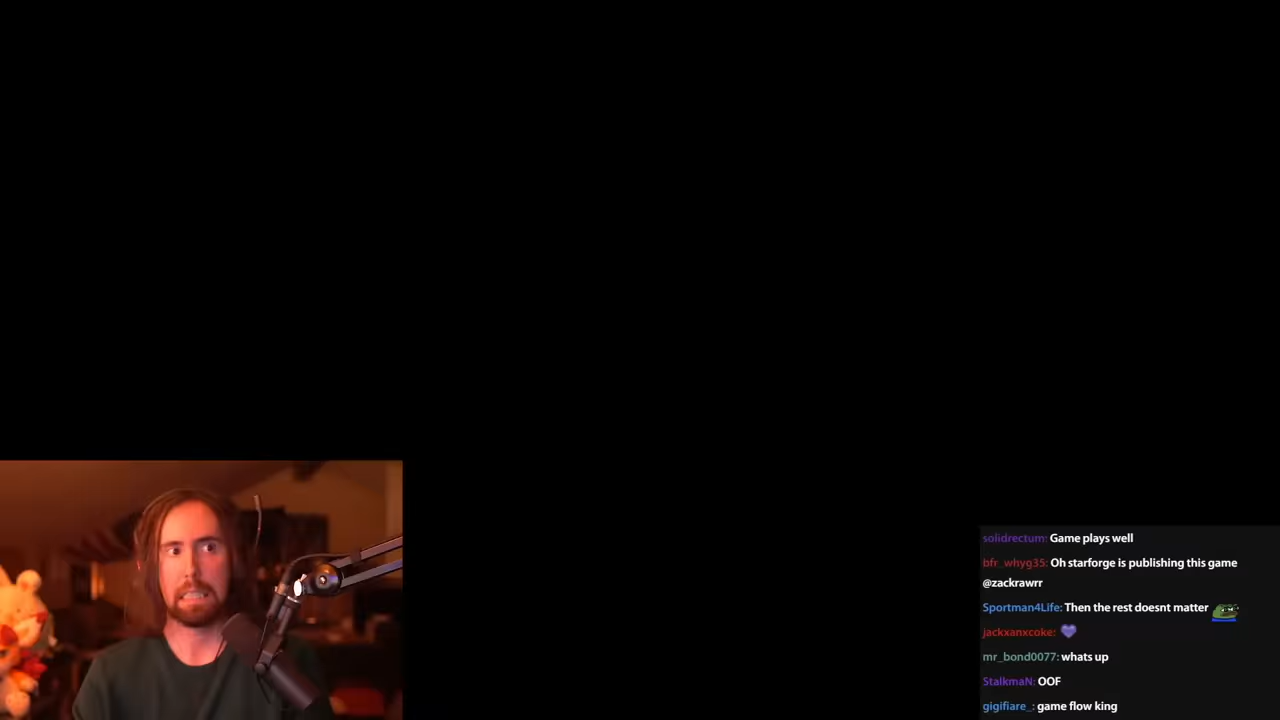 solidrectum: Game plays well
bfr_whyg35: Oh starforge is publishing this game
@zackrawrr
Sportman4Life: Then the rest doesnt matter
jackxanxcoke:
mr_bond0077: whats up
StalkmaN: OOF
gigifiare_: game flow king